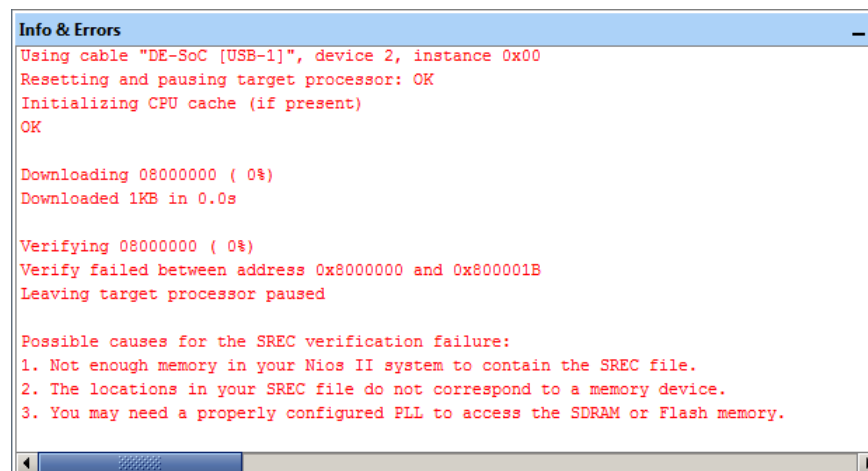 Info & Errors
Using cable "DE-SoC [USB-1]", device 2, instance 0x00
Resetting and pausing target processor: OK
Initializing CPU cache (if present)
OK
Downloading 08000000 ( 0%)
Downloaded 1KB in 0.0s
Verifying 08000000 ( 0%)
Verify failed between address 0x8000000 and 0x800001B
Leaving target processor paused
Possible causes for the SREC verification failure:
1. Not enough memory in your Nios II system to contain the SREC file.
2. The locations in your SREC file do not correspond to a memory device.
3. You may need a properly configured PLL to access the SDRAM or Flash memory.